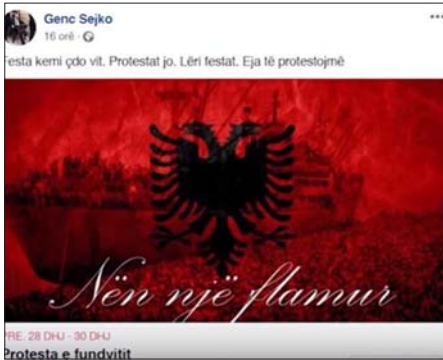 Genc Sejko
16 orë
Festa kemi çdo vit. Protestat jo. Lëri festat. Eja të protestojmë
Nën një flamur
PRE. 28 DHJ - 30 DHJ
Protesta e fundvitit